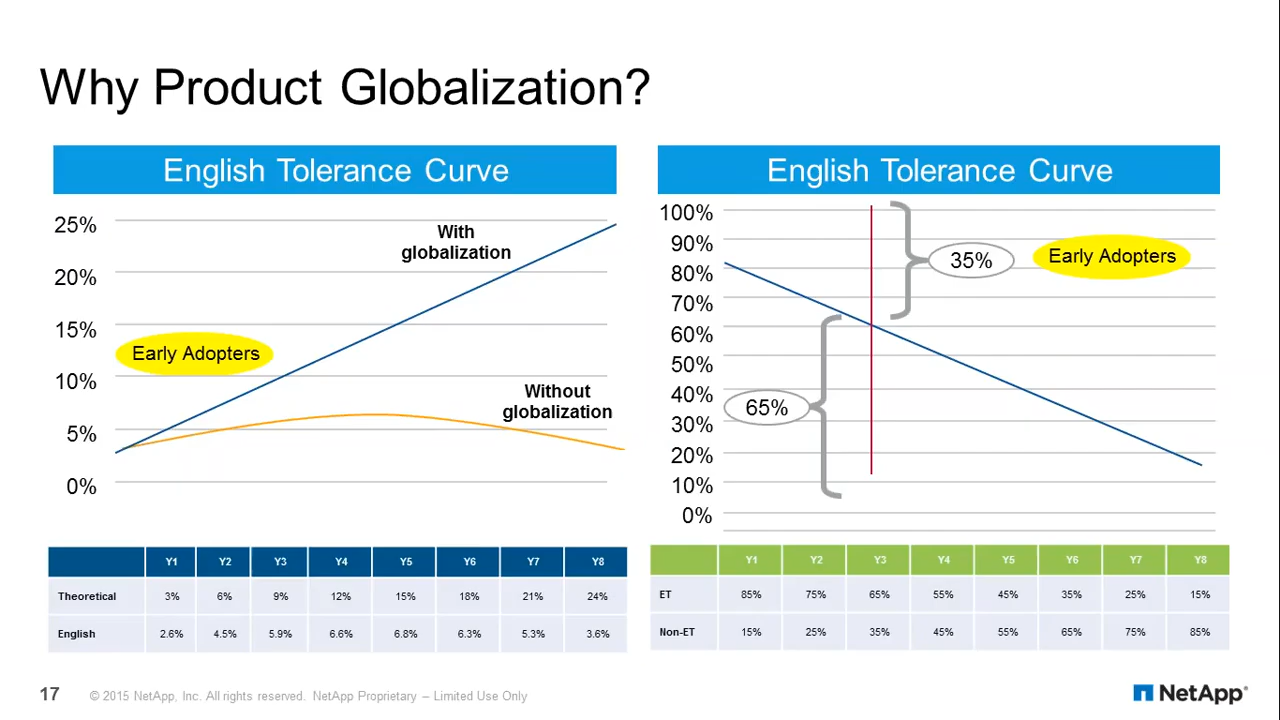 Why Product Globalization?
English Tolerance Curve
25%
20%
15%
10%
5%
0%
With
globalization
Early Adopters
Without
globalization
Y1 Y2 Y3 Y4 Y5 Y6 Y7 Y8
Theoretical 3% 6% 9% 12% 15% 18% 21% 24%
English 2.6% 4.5% 5.9% 6.6% 6.8% 6.3% 5.3% 3.6%
English Tolerance Curve
100%
90%
80%
70%
60%
50%
40%
30%
20%
10%
0%
35%
Early Adopters
65%
Y1 Y2 Y3 Y4 Y5 Y6 Y7 Y8
ET 85% 75% 65% 55% 45% 35% 25% 15%
Non-ET 15% 25% 35% 45% 55% 65% 75% 85%
17 © 2015 NetApp, Inc. All rights reserved. NetApp Proprietary – Limited Use Only
NetApp®